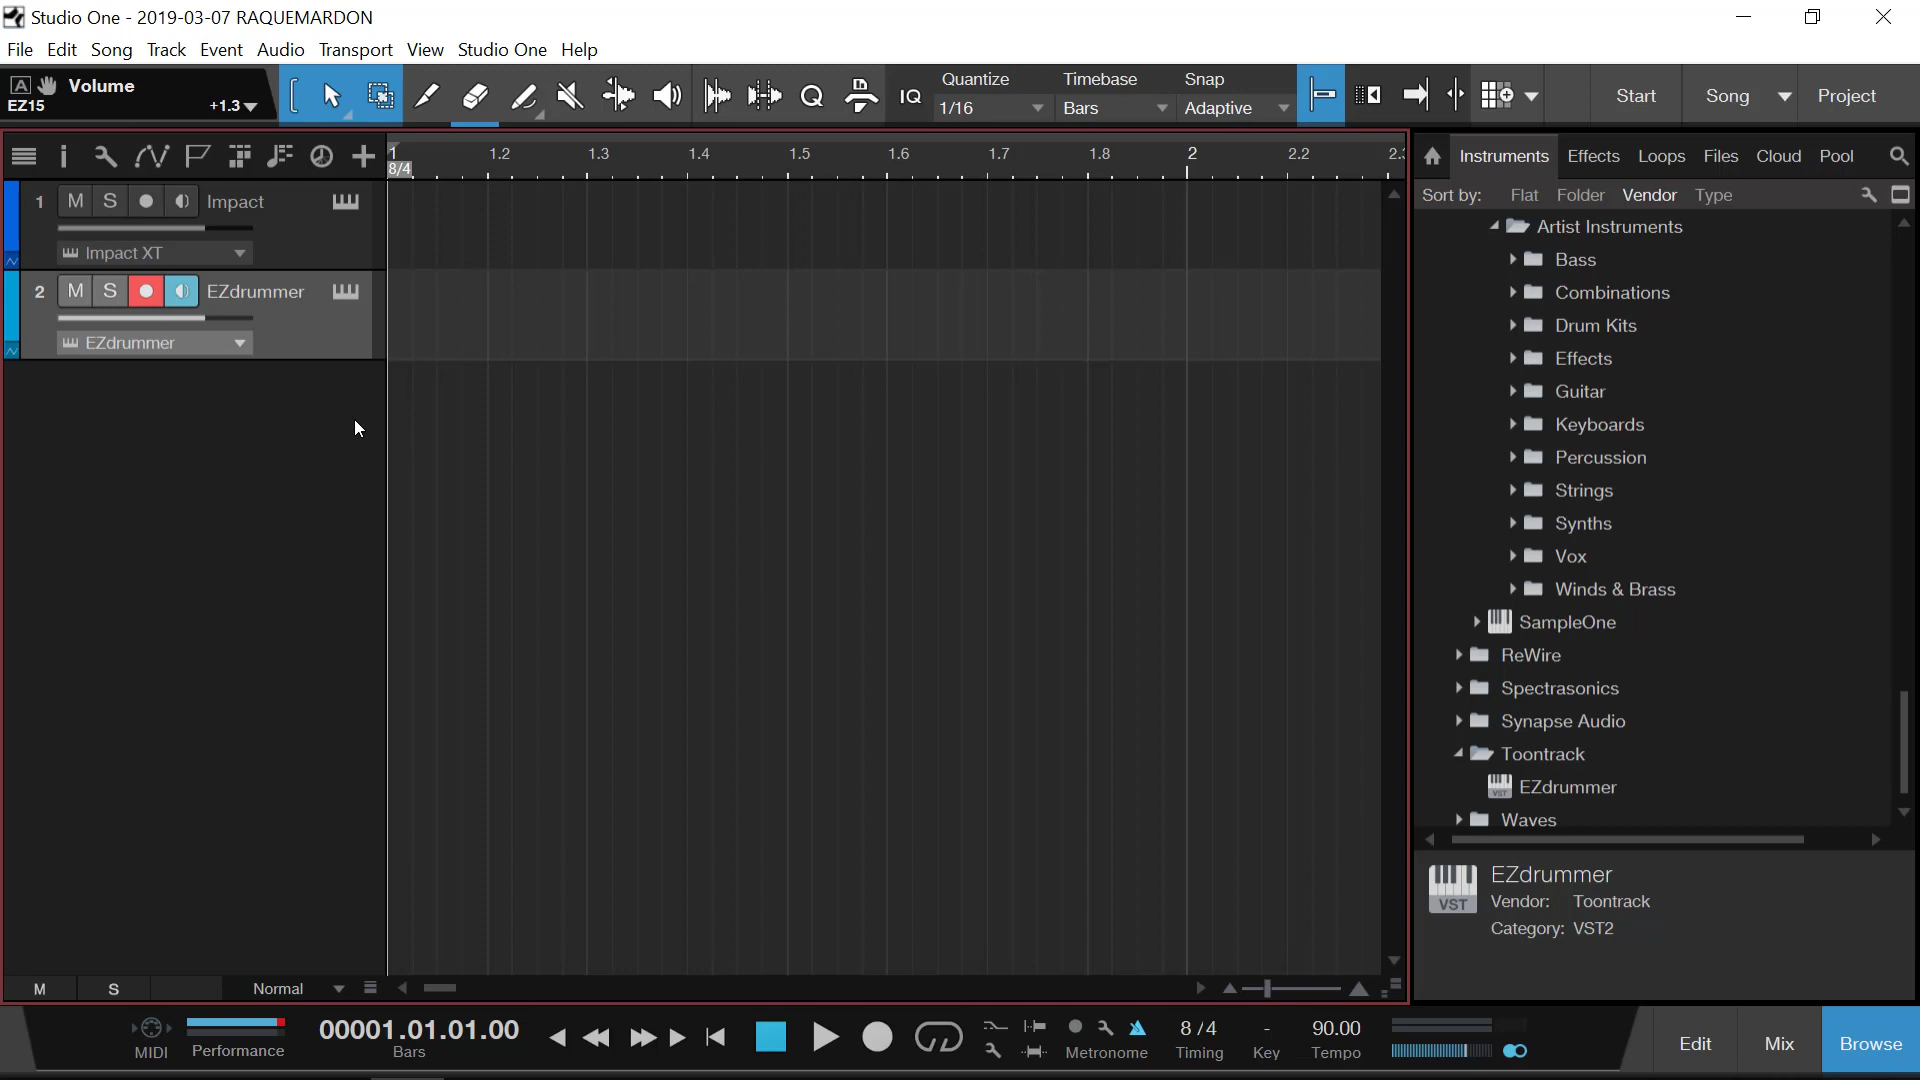 Studio One - 2019-03-07 RAQUEMARDON
File Edit Song Track Event Audio Transport View Studio One Help
A Volume
EZ15 +1.3
Q IQ
Quantize Timebase Snap
1/16 Bars Adaptive
Start Song Project
1 1.2 1.3 1.4 1.5 1.6 1.7 1.8 2 2.2
8/4
1 M S Impact
Impact XT
2 M S EZdrummer
EZdrummer
Instruments Effects Loops Files Cloud Pool
Sort by: Flat Folder Vendor Type
Artist Instruments
Bass
Combinations
Drum Kits
Effects
Guitar
Keyboards
Percussion
Strings
Synths
Vox
Winds & Brass
SampleOne
ReWire
Spectrasonics
Synapse Audio
Toontrack
VST EZdrummer
Waves
VST
EZdrummer
Vendor: Toontrack
Category: VST2
M S Normal
MIDI
Performance
00001.01.01.00
Bars
Metronome
8 / 4
Timing
-
Key
90.00
Tempo
Edit Mix Browse